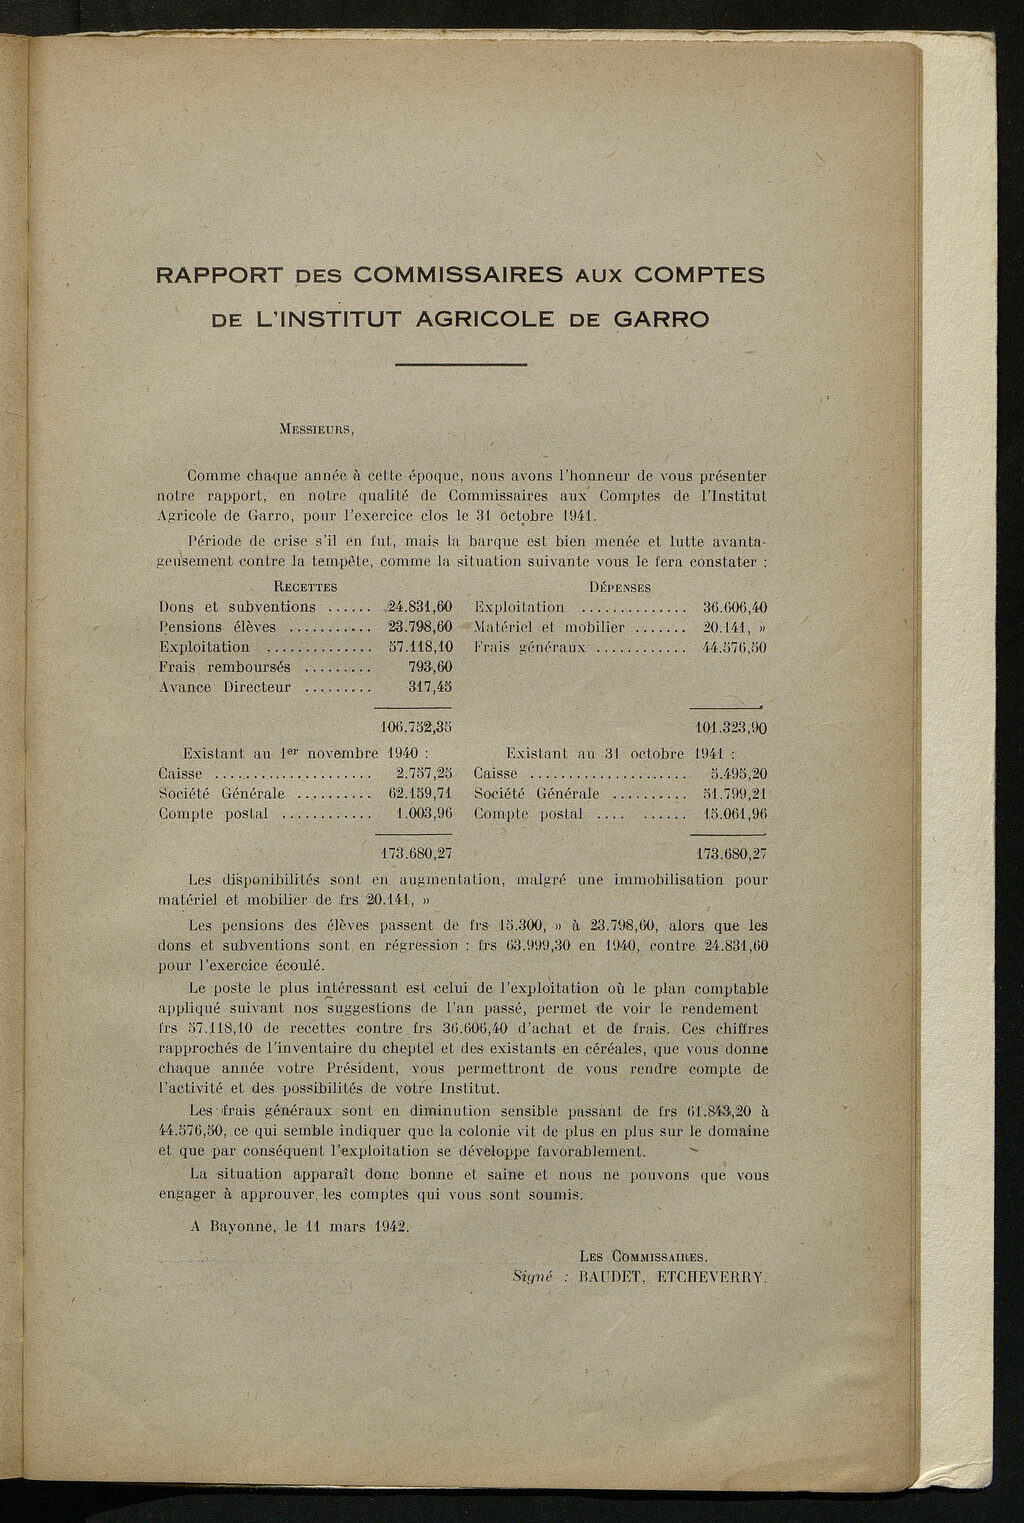 RAPPORT DES COMMISSAIRES AUX COMPTES
DE L'INSTITUT AGRICOLE DE GARRO
MESSIEURS,
Comme chaque année à cette époque, nous avons l'honneur de vous présenter
notre rapport, en notre qualité de Commissaires aux Comptes de l'Institut
Agricole de Garro, pour l'exercice clos le 31 octobre 1941.
Période de crise s'il en fut, mais la barque est bien menée et lutte avanta-
geusement contre la tempête, comme la situation suivante vous le fera constater :
RECETTES DÉPENSES
Dons et subventions ...... 24.831,60 Exploitation .............. 36.606,40
Pensions élèves ........... 23.798,60 Matériel et mobilier ....... 20.141, »
Exploitation .............. 57.118,10 Frais généraux ............ 44.576,50
Frais remboursés ......... 793,60
Avance Directeur ......... 317,45
106.752,35 101.323,90
Existant au 1er novembre 1940 : Existant au 31 octobre 1941 :
Caisse ..................... 2.757,25 Caisse ..................... 5.495,20
Société Générale .......... 62.159,71 Société Générale .......... 51.799,21
Compte postal ............ 1.003,96 Compte postal .... ...... 15.061,96
173.680,27 173.680,27
Les disponibilités sont en augmentation, malgré une immobilisation pour
matériel et mobilier de frs 20.141, »
Les pensions des élèves passent de frs 15.300, » à 23.798,60, alors que les
dons et subventions sont en régression : frs 63.999,30 en 1940, contre 24.831,60
pour l'exercice écoulé.
Le poste le plus intéressant est celui de l'exploitation où le plan comptable
appliqué suivant nos suggestions de l'an passé, permet de voir le rendement
frs 57.118,10 de recettes contre frs 36.606,40 d'achat et de frais. Ces chiffres
rapprochés de l'inventaire du cheptel et des existants en céréales, que vous donne
chaque année votre Président, vous permettront de vous rendre compte de
l'activité et des possibilités de votre Institut.
Les frais généraux sont en diminution sensible passant de frs 61.843,20 à
44.576,50, ce qui semble indiquer que la colonie vit de plus en plus sur le domaine
et que par conséquent l'exploitation se développe favorablement.
La situation apparaît donc bonne et saine et nous ne pouvons que vous
engager à approuver les comptes qui vous sont soumis.
A Bayonne, le 11 mars 1942.
LES COMMISSAIRES.
Signé : BAUDET, ETCHEVERRY.